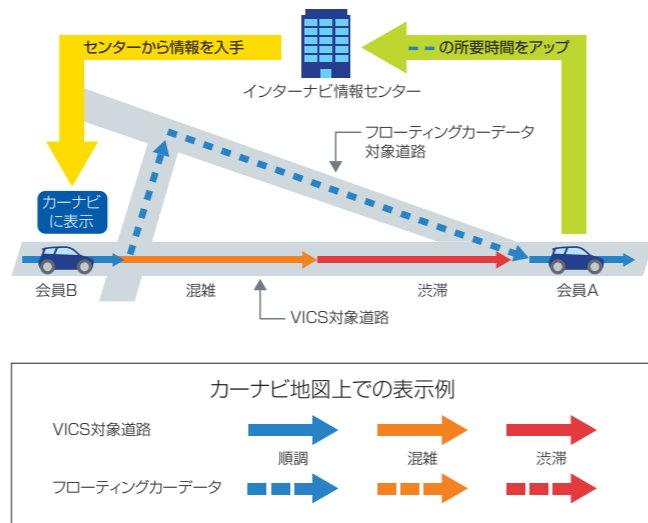 センターから情報を入手
の所要時間をアップ
インターナビ情報センター
フローティングカーデータ
対象道路
カーナビ
に表示
会員B
混雑
渋滞
会員A
VICS対象道路
カーナビ地図上での表示例
VICS対象道路
順調
混雑
渋滞
フローティングカーデータ